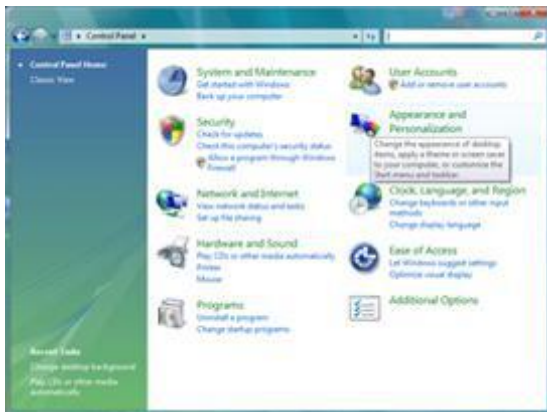 Control Panel
Control Panel Home
Classic View
System and Maintenance
Get started with Windows
Back up your computer
Security
Check for updates
Check this computer's security status
Allow a program through Windows
Firewall
Network and Internet
View network status and tasks
Set up file sharing
Hardware and Sound
Play CDs or other media automatically
Printer
Mouse
Programs
Uninstall a program
Change startup programs
User Accounts
Add or remove user accounts
Appearance and
Personalization
Change the appearance of desktop
items, apply a theme or screen saver
to your computer, or customize the
Start menu and taskbar.
Clock, Language, and Region
Change keyboards or other input
methods
Change display language
Ease of Access
Let Windows suggest settings
Optimize visual display
Additional Options
Recent Tasks
Change desktop background
Play CDs or other media
automatically